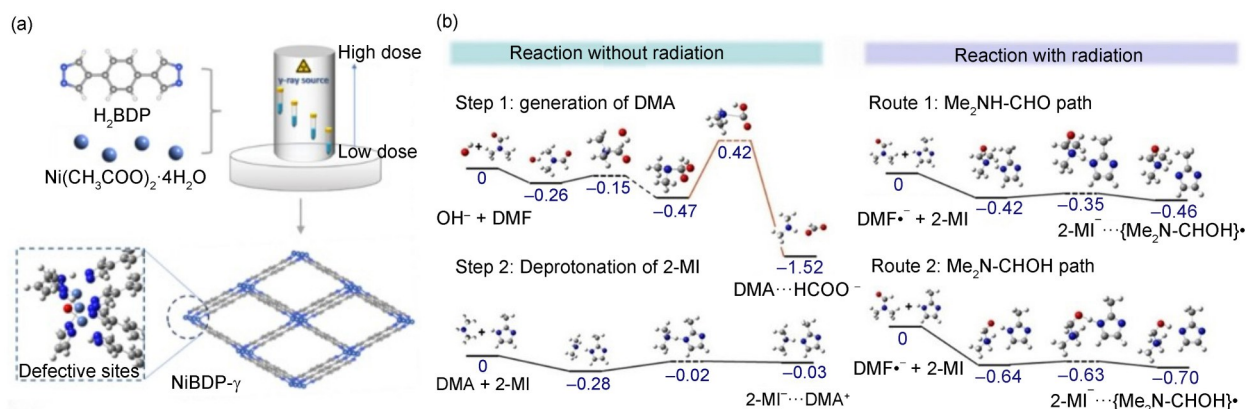 (a)
High dose
γ-ray source
H₂BDP
Low dose
Ni(CH₃COO)₂·4H₂O
Defective sites
NiBDP-γ
(b)
Reaction without radiation
Step 1: generation of DMA
0
−0.26
−0.15
−0.47
0.42
−1.52
OH⁻ + DMF
DMA···HCOO⁻
Step 2: Deprotonation of 2-MI
0
−0.28
−0.02
−0.03
DMA + 2-MI
2-MI⁻···DMA⁺
Reaction with radiation
Route 1: Me₂NH-CHO path
0
−0.42
−0.35
−0.46
DMF•⁻ + 2-MI
2-MI⁻···{Me₂N-CHOH}•
Route 2: Me₂N-CHOH path
0
−0.64
−0.63
−0.70
DMF•⁻ + 2-MI
2-MI⁻···{Me₂N-CHOH}•